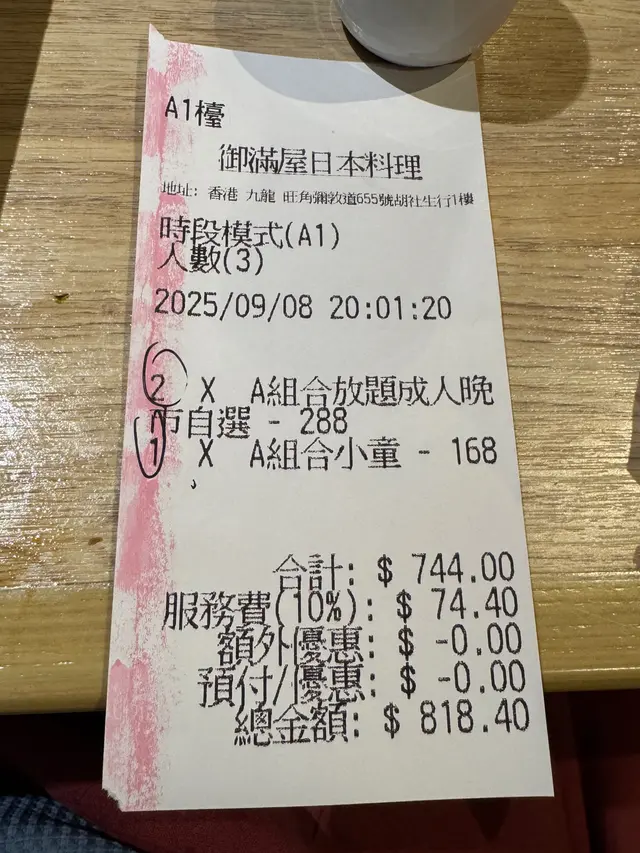 A1檯
御滿屋日本料理
地址: 香港 九龍 旺角彌敦道655號胡社生行1樓
時段模式(A1)
人數(3)
2025/09/08 20:01:20
2 X A組合放題成人晚
市自選 - 288
1 X A組合小童 - 168
合計: $ 744.00
服務費(10%): $ 74.40
額外優惠: $ -0.00
預付/優惠: $ -0.00
總金額: $ 818.40